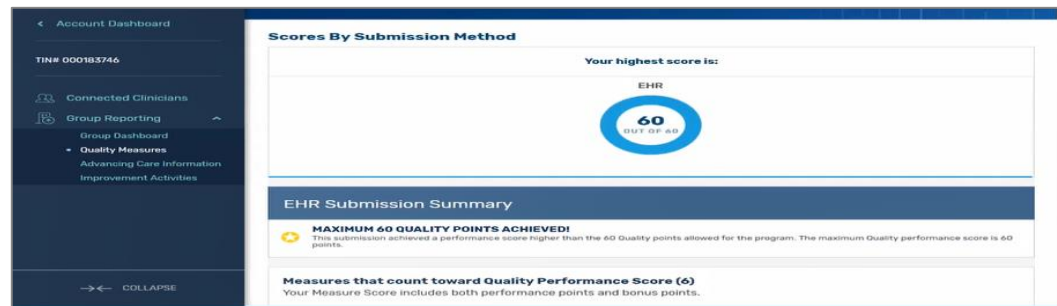 Account Dashboard
TIN# 000183746
Connected Clinicians
Group Reporting
Group Dashboard
Quality Measures
Advancing Care Information
Improvement Activities
COLLAPSE
Scores By Submission Method
Your highest score is:
EHR
60
OUT OF 60
EHR Submission Summary
MAXIMUM 60 QUALITY POINTS ACHIEVED!
This submission achieved a performance score higher than the 60 Quality points allowed for the program. The maximum Quality performance score is 60
points.
Measures that count toward Quality Performance Score (6)
Your Measure Score includes both performance points and bonus points.